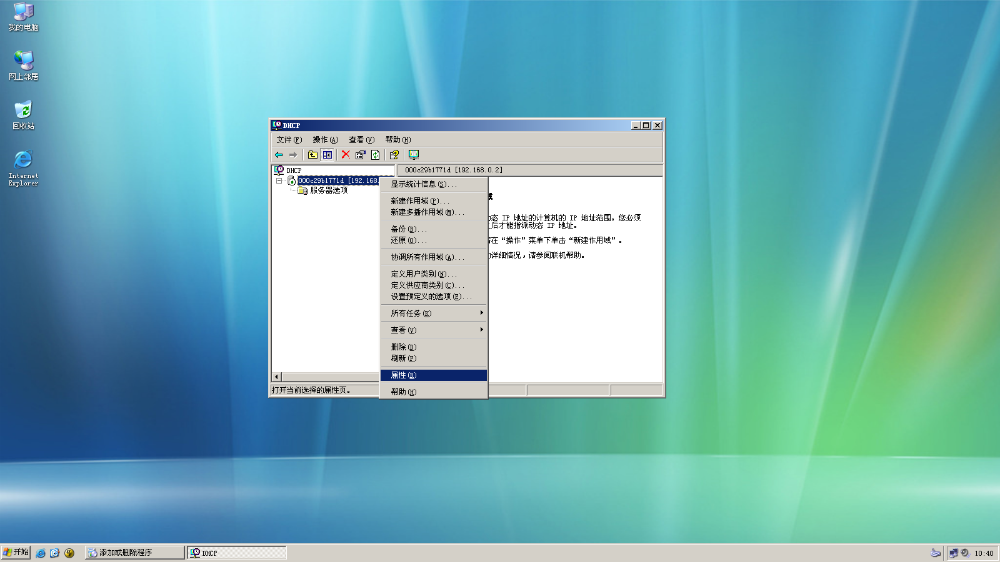 我的电脑
网上邻居
回收站
Internet
Explorer
DHCP
文件(F) 操作(A) 查看(V) 帮助(H)
DHCP
000c29b1771d [192.168.
服务器选项
000c29b1771d [192.168.0.2]
IP 地址的计算机的 IP 地址范围。您必须
后才能指派动态 IP 地址。
在“操作”菜单下单击“新建作用域”。
详细情况，请参阅联机帮助。
显示统计信息(S)...
新建作用域(P)...
新建多播作用域(M)...
备份(B)...
还原(O)...
协调所有作用域(A)...
定义用户类别(N)...
定义供应商类别(C)...
设置预定义的选项(E)...
所有任务(K)
查看(V)
删除(D)
刷新(F)
属性(R)
帮助(H)
打开当前选择的属性页。
开始
添加或删除程序
DHCP
10:40